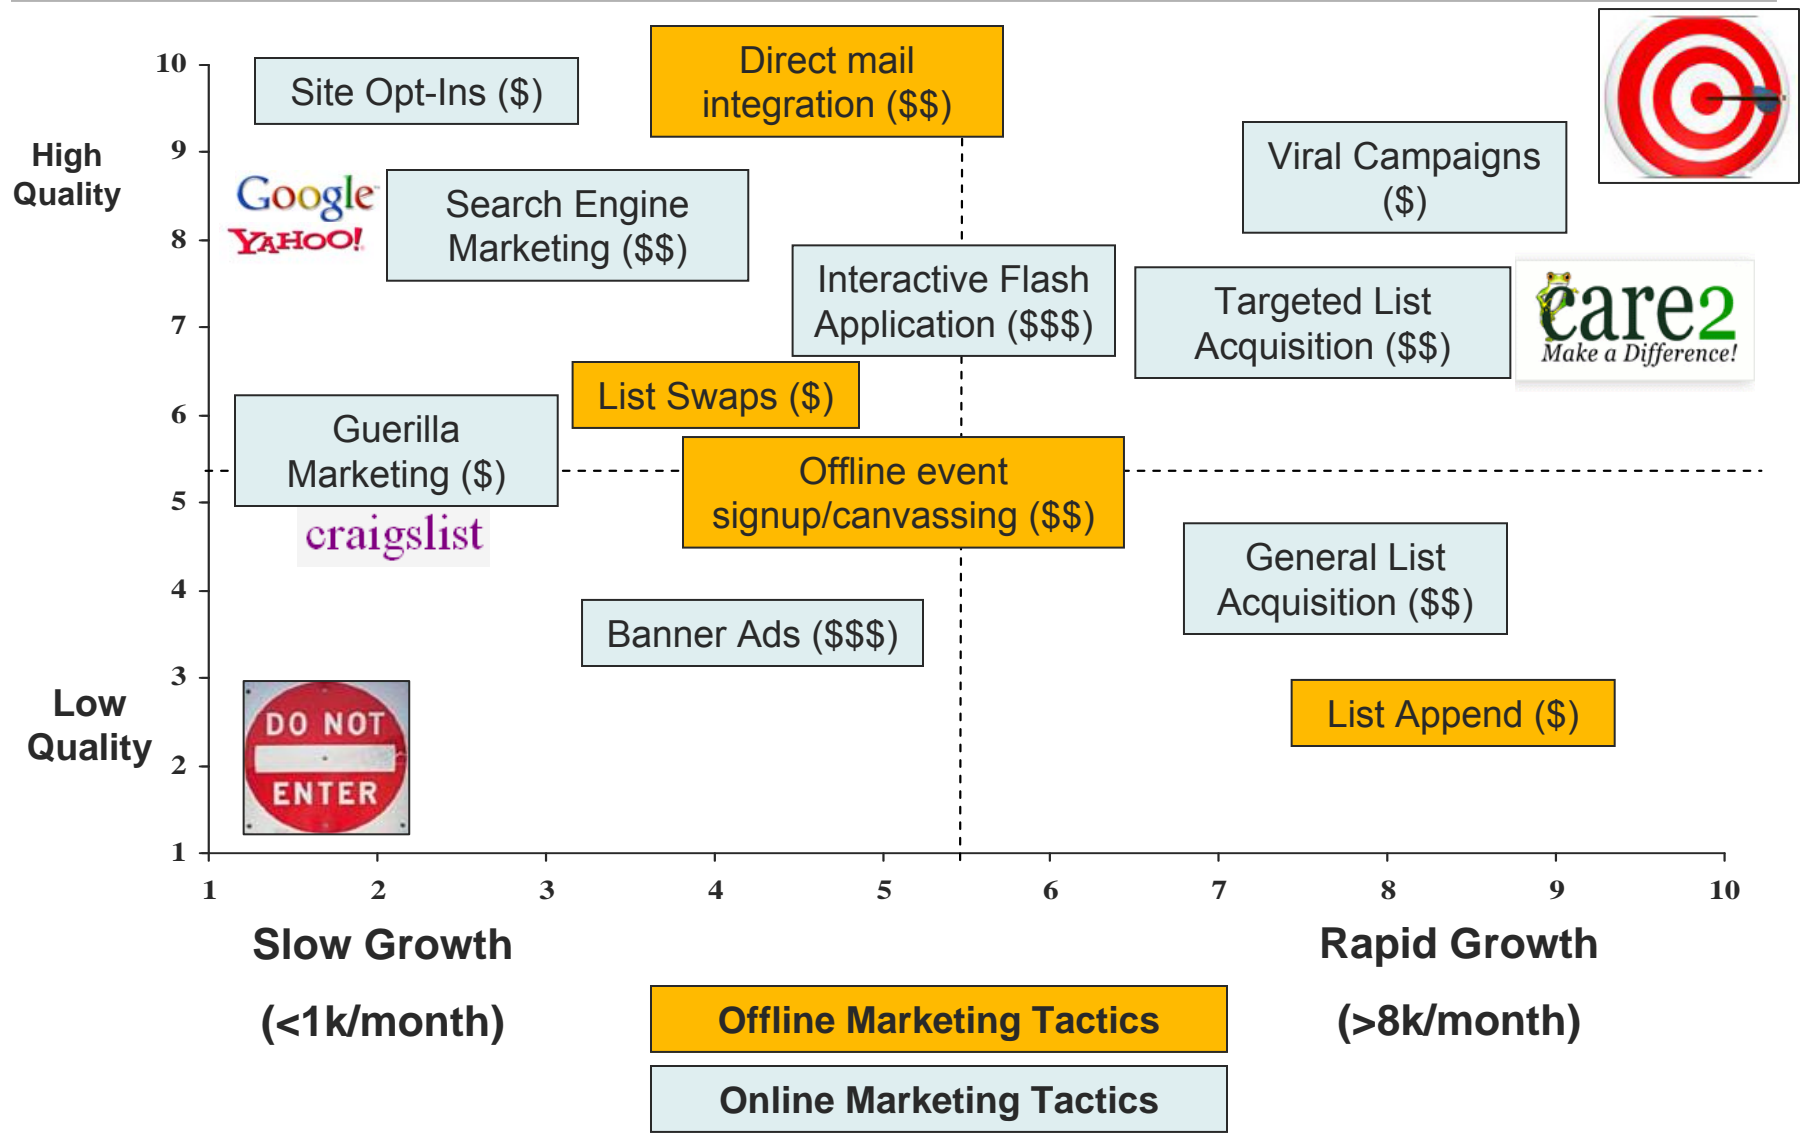 10
Site Opt-Ins ($)
Direct mail
integration ($$)
9
High
Quality
Viral Campaigns
($)
Google
YAHOO!
Search Engine
Marketing ($$)
8
Interactive Flash
Application ($$$)
Targeted List
Acquisition ($$)
care2
Make a Difference!
7
List Swaps ($)
6
Guerilla
Marketing ($)
Offline event
signup/canvassing ($$)
5
craigslist
General List
Acquisition ($$)
4
Banner Ads ($$$)
3
Low
Quality
DO NOT
ENTER
List Append ($)
2
1
1 2 3 4 5 6 7 8 9 10
Slow Growth
Rapid Growth
(<1k/month)
(>8k/month)
Offline Marketing Tactics
Online Marketing Tactics